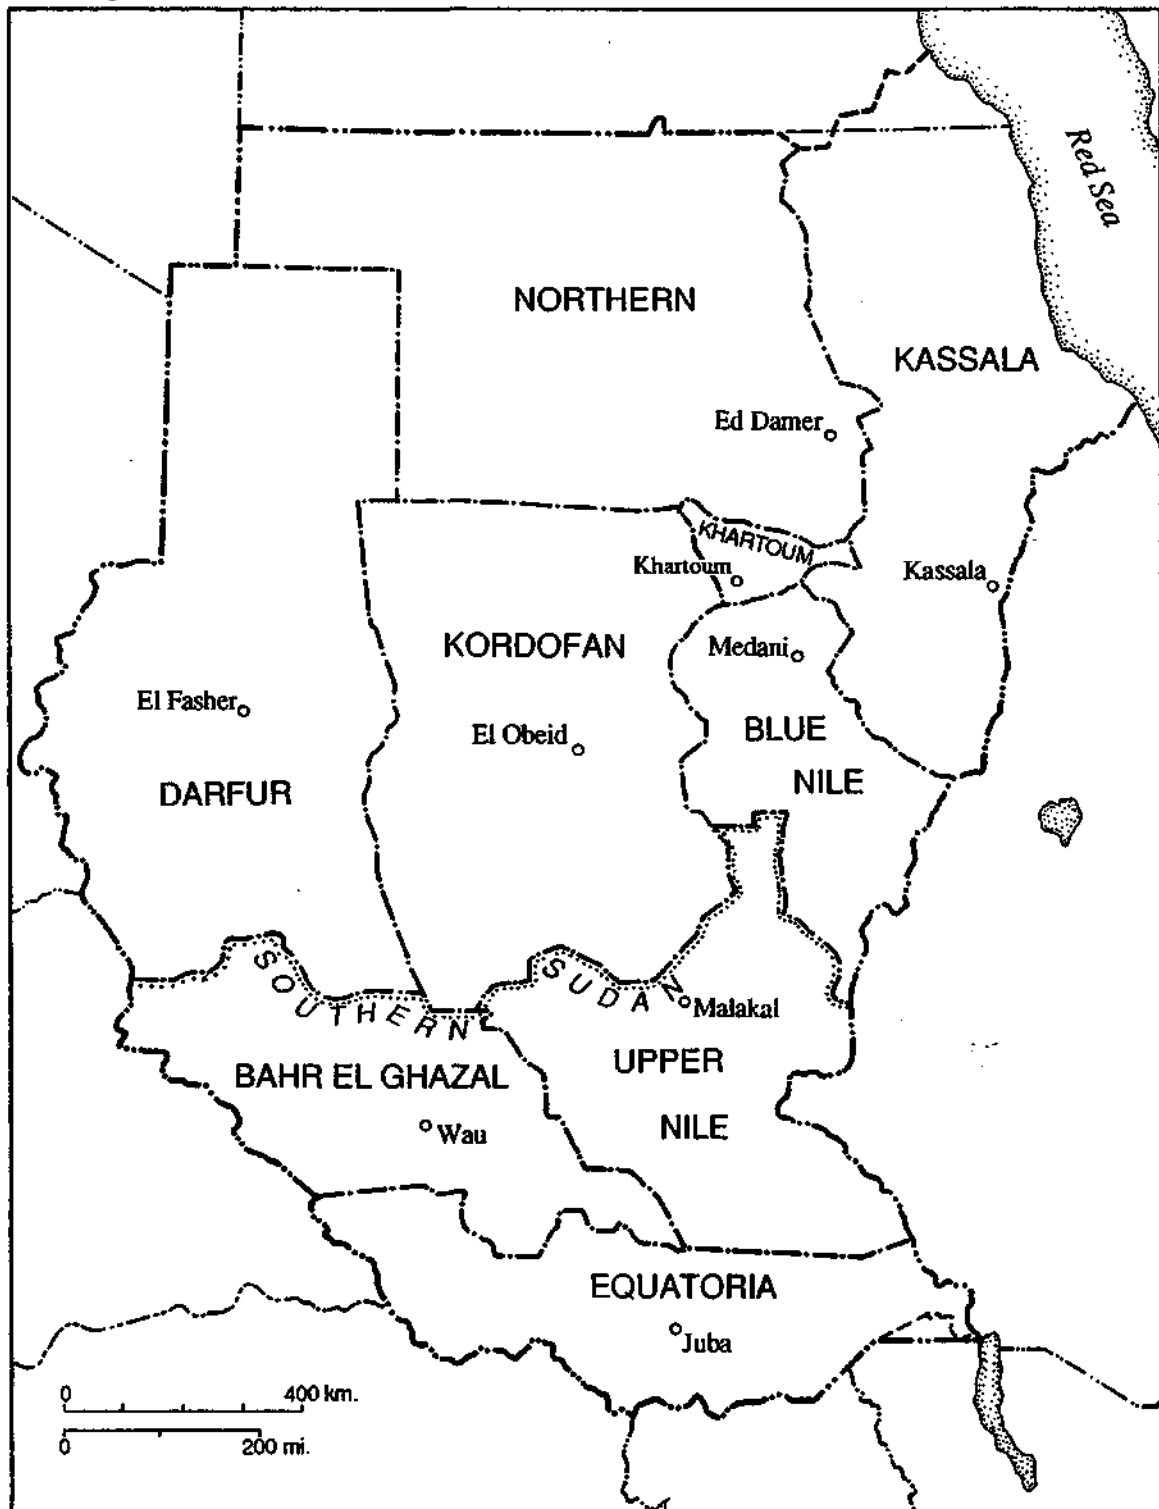 Red Sea
NORTHERN
KASSALA
Ed Damer
KHARTOUM
Khartoum
Kassala
KORDOFAN
Medani
El Fasher
El Obeid
BLUE
NILE
DARFUR
SOUTHERN
SUDAN
Malakal
UPPER
BAHR EL GHAZAL
NILE
Wau
EQUATORIA
Juba
0 400 km.
0 200 mi.